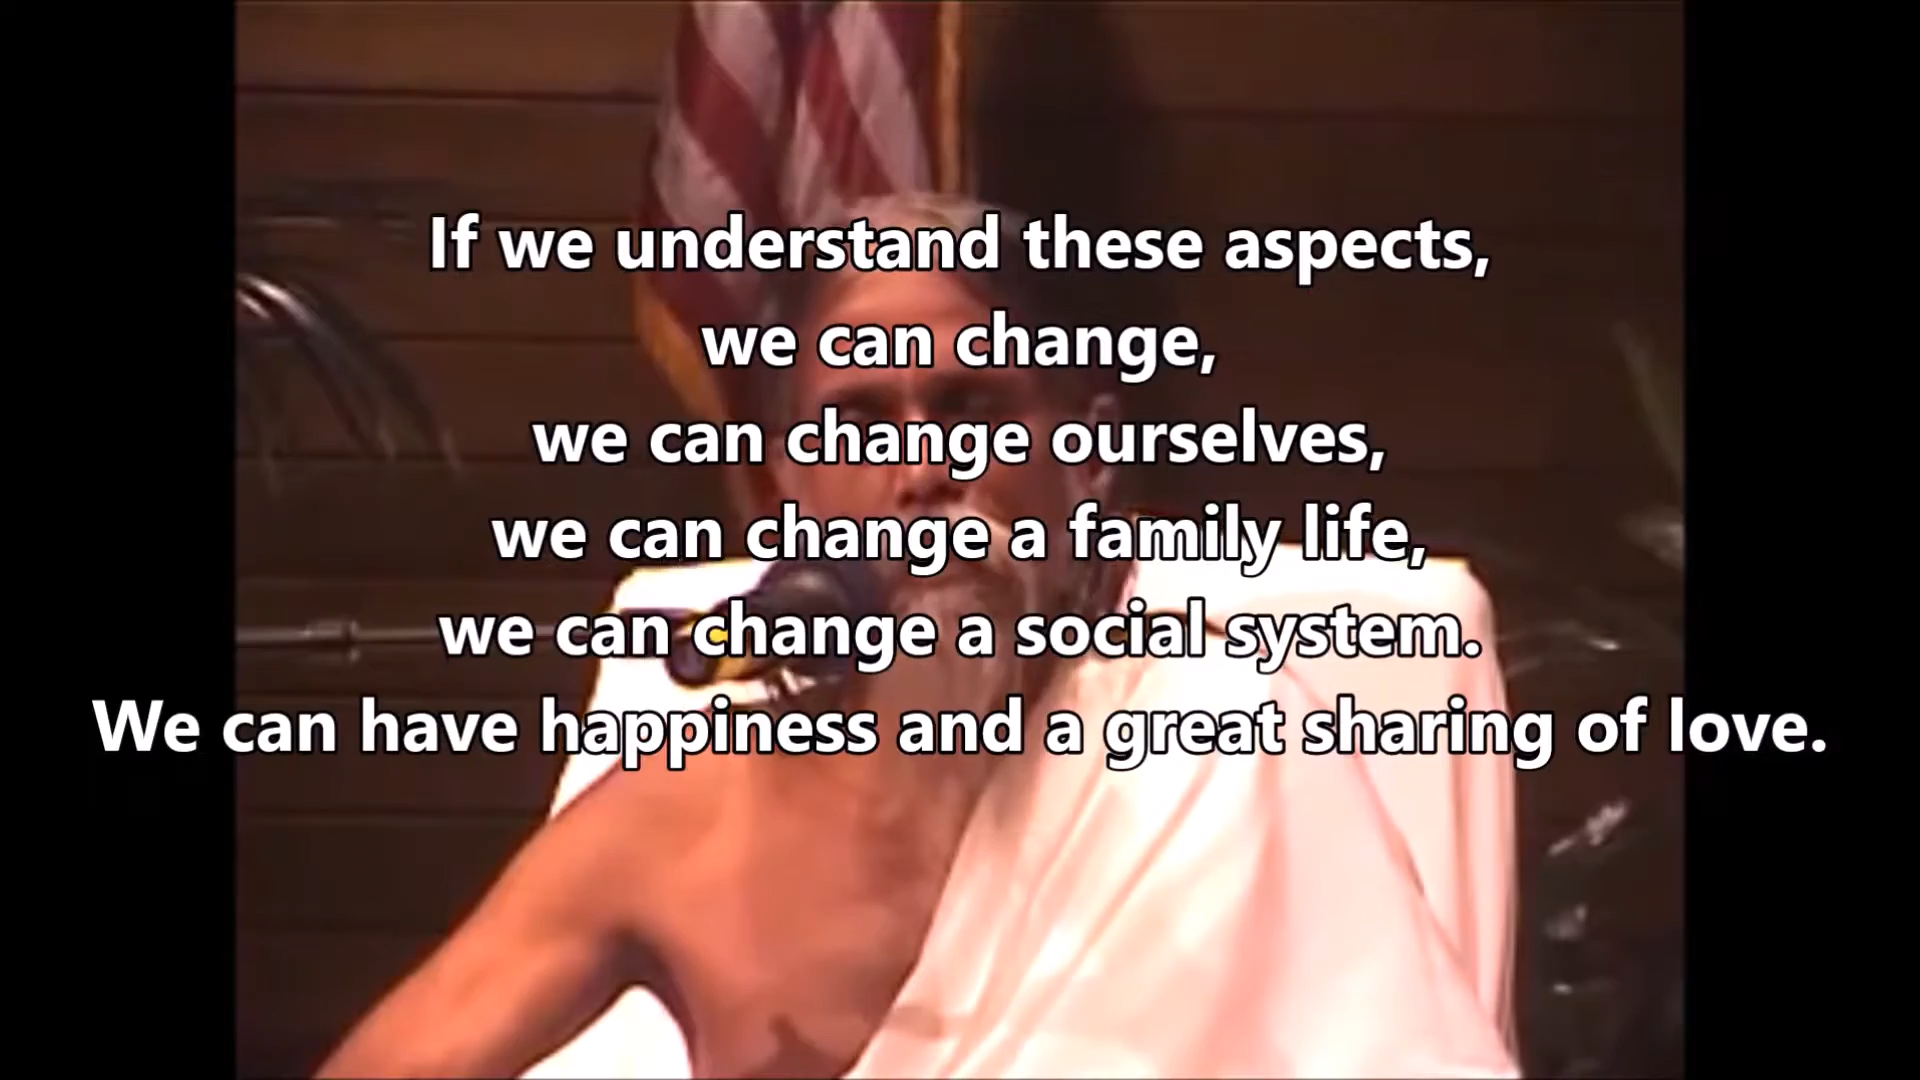 If we understand these aspects,
we can change,
we can change ourselves,
we can change a family life,
we can change a social system.
We can have happiness and a great sharing of love.